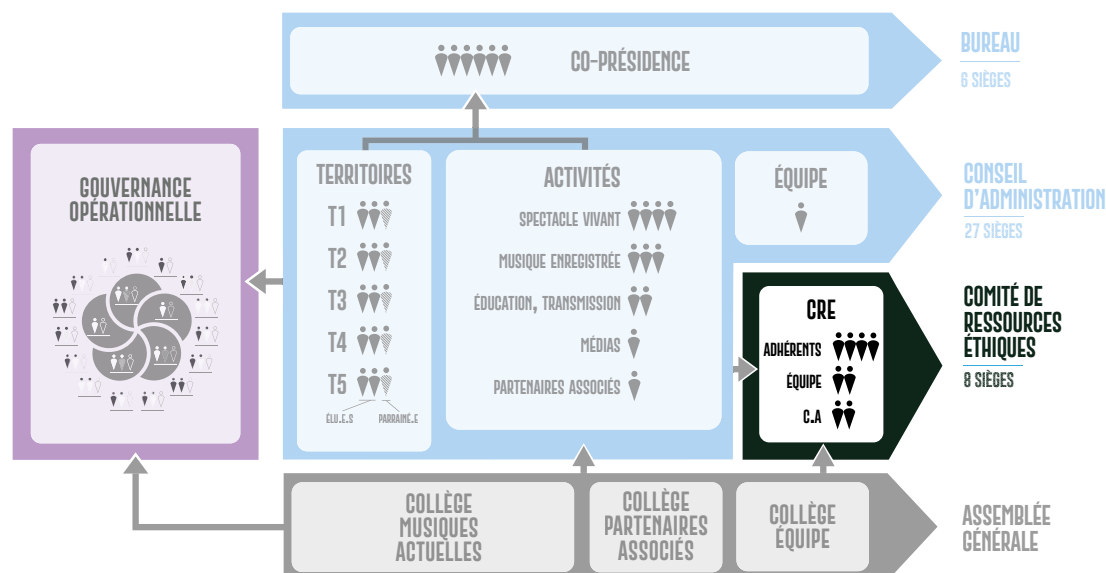 CO-PRÉSIDENCE
BUREAU
6 SIÈGES
GOUVERNANCE
OPÉRATIONNELLE
TERRITOIRES
T1
T2
T3
T4
T5
ÉLU.E.S
PARRAINÉ.E
ACTIVITÉS
SPECTACLE VIVANT
MUSIQUE ENREGISTRÉE
ÉDUCATION, TRANSMISSION
MÉDIAS
PARTENAIRES ASSOCIÉS
ÉQUIPE
CONSEIL
D'ADMINISTRATION
27 SIÈGES
CRE
ADHÉRENTS
ÉQUIPE
C.A
COMITÉ DE
RESSOURCES
ÉTHIQUES
8 SIÈGES
COLLÈGE
MUSIQUES
ACTUELLES
COLLÈGE
PARTENAIRES
ASSOCIÉS
COLLÈGE
ÉQUIPE
ASSEMBLÉE
GÉNÉRALE